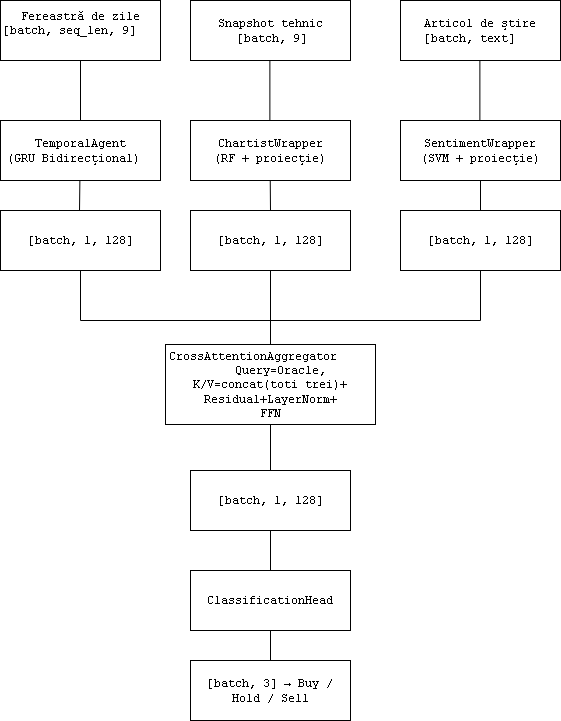 Fereastră de zile
[batch, seq_len, 9]
Snapshot tehnic
[batch, 9]
Articol de știre
[batch, text]
TemporalAgent
(GRU Bidirecțional)
ChartistWrapper
(RF + proiecție)
SentimentWrapper
(SVM + proiecție)
[batch, 1, 128]
[batch, 1, 128]
[batch, 1, 128]
CrossAttentionAggregator
Query=Oracle,
K/V=concat(toti trei)+
Residual+LayerNorm+
FFN
[batch, 1, 128]
ClassificationHead
[batch, 3] → Buy /
Hold / Sell